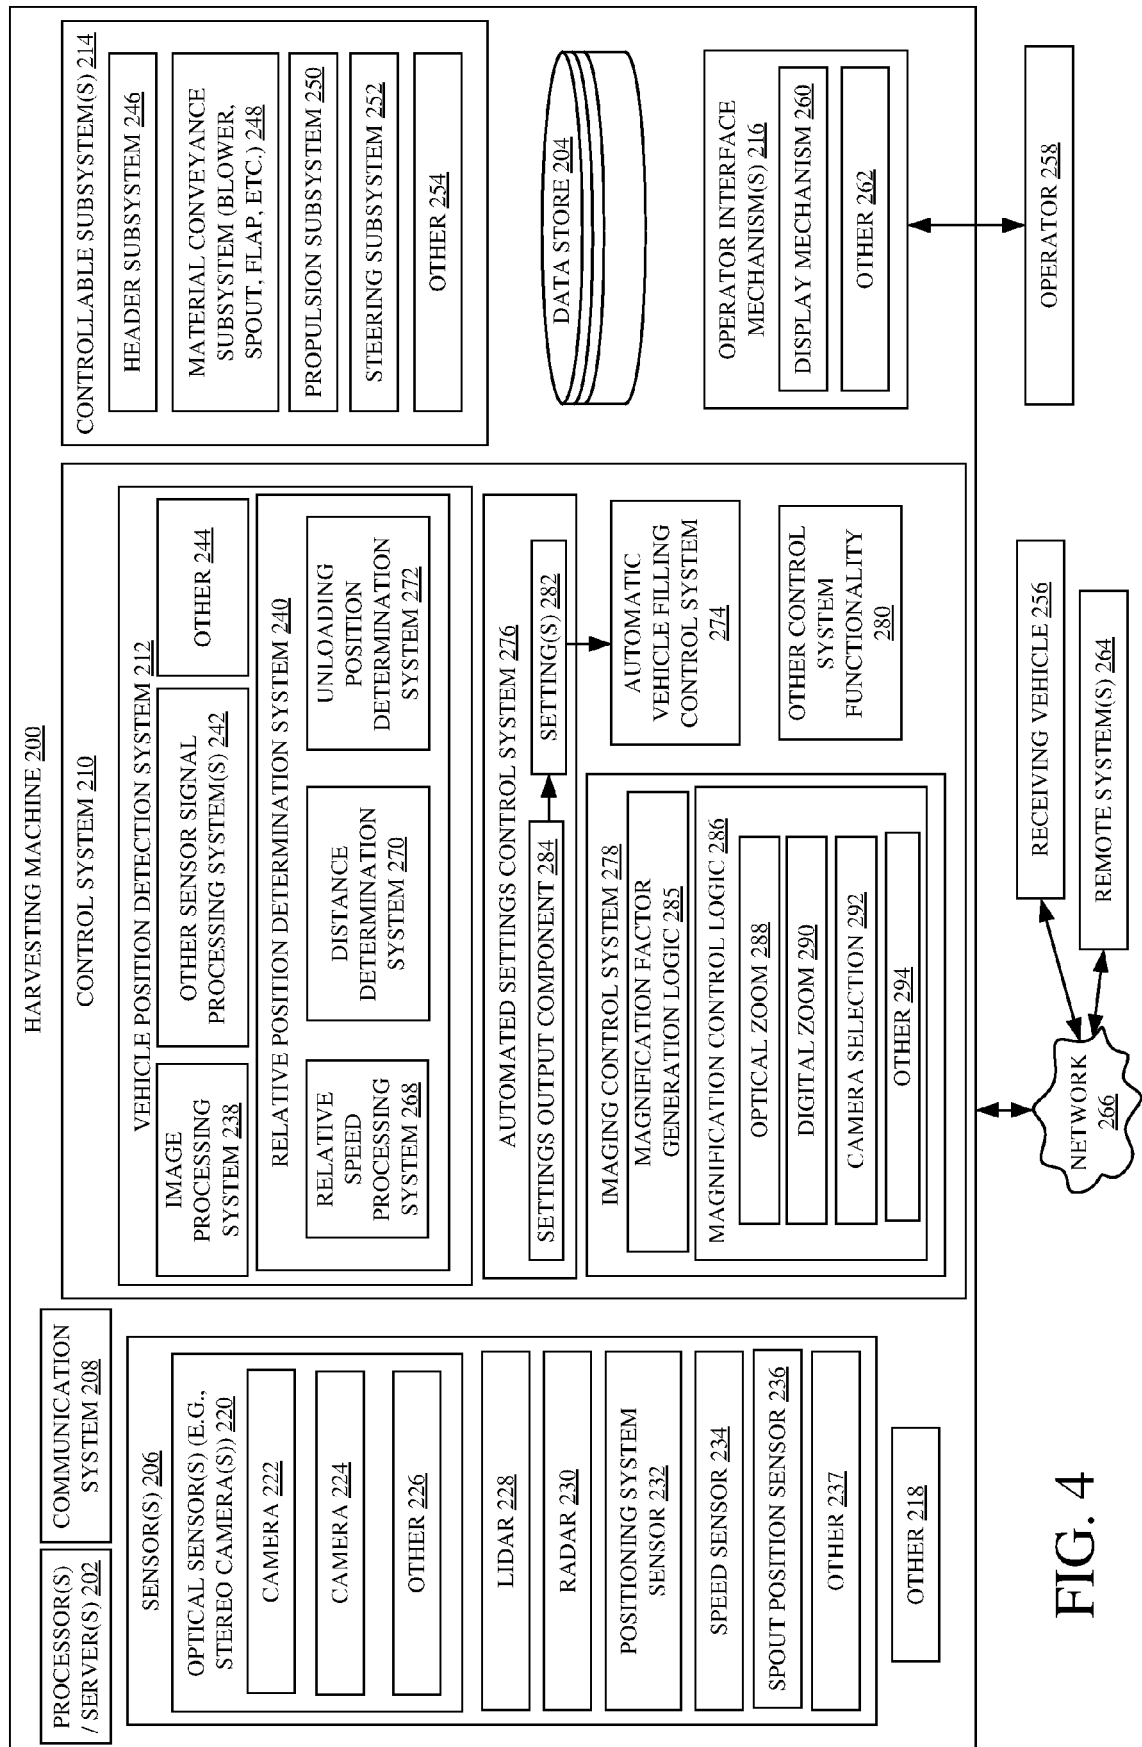 HARVESTING MACHINE 200
PROCESSOR(S)
/ SERVER(S) 202
COMMUNICATION
SYSTEM 208
SENSOR(S) 206
OPTICAL SENSOR(S) (E.G.,
STEREO CAMERA(S)) 220
CAMERA 222
CAMERA 224
OTHER 226
LIDAR 228
RADAR 230
POSITIONING SYSTEM
SENSOR 232
SPEED SENSOR 234
SPOUT POSITION SENSOR 236
OTHER 237
OTHER 218
CONTROL SYSTEM 210
VEHICLE POSITION DETECTION SYSTEM 212
IMAGE
PROCESSING
SYSTEM 238
OTHER SENSOR SIGNAL
PROCESSING SYSTEM(S) 242
OTHER 244
RELATIVE POSITION DETERMINATION SYSTEM 240
RELATIVE
SPEED
PROCESSING
SYSTEM 268
DISTANCE
DETERMINATION
SYSTEM 270
UNLOADING
POSITION
DETERMINATION
SYSTEM 272
AUTOMATED SETTINGS CONTROL SYSTEM 276
SETTINGS OUTPUT COMPONENT 284
SETTING(S) 282
IMAGING CONTROL SYSTEM 278
MAGNIFICATION FACTOR
GENERATION LOGIC 285
MAGNIFICATION CONTROL LOGIC 286
OPTICAL ZOOM 288
DIGITAL ZOOM 290
CAMERA SELECTION 292
OTHER 294
AUTOMATIC
VEHICLE FILLING
CONTROL SYSTEM
274
OTHER CONTROL
SYSTEM
FUNCTIONALITY
280
CONTROLLABLE SUBSYSTEM(S) 214
HEADER SUBSYSTEM 246
MATERIAL CONVEYANCE
SUBSYSTEM (BLOWER,
SPOUT, FLAP, ETC.) 248
PROPULSION SUBSYSTEM 250
STEERING SUBSYSTEM 252
OTHER 254
DATA STORE 204
OPERATOR INTERFACE
MECHANISM(S) 216
DISPLAY MECHANISM 260
OTHER 262
OPERATOR 258
NETWORK
266
RECEIVING VEHICLE 256
REMOTE SYSTEM(S) 264
FIG. 4